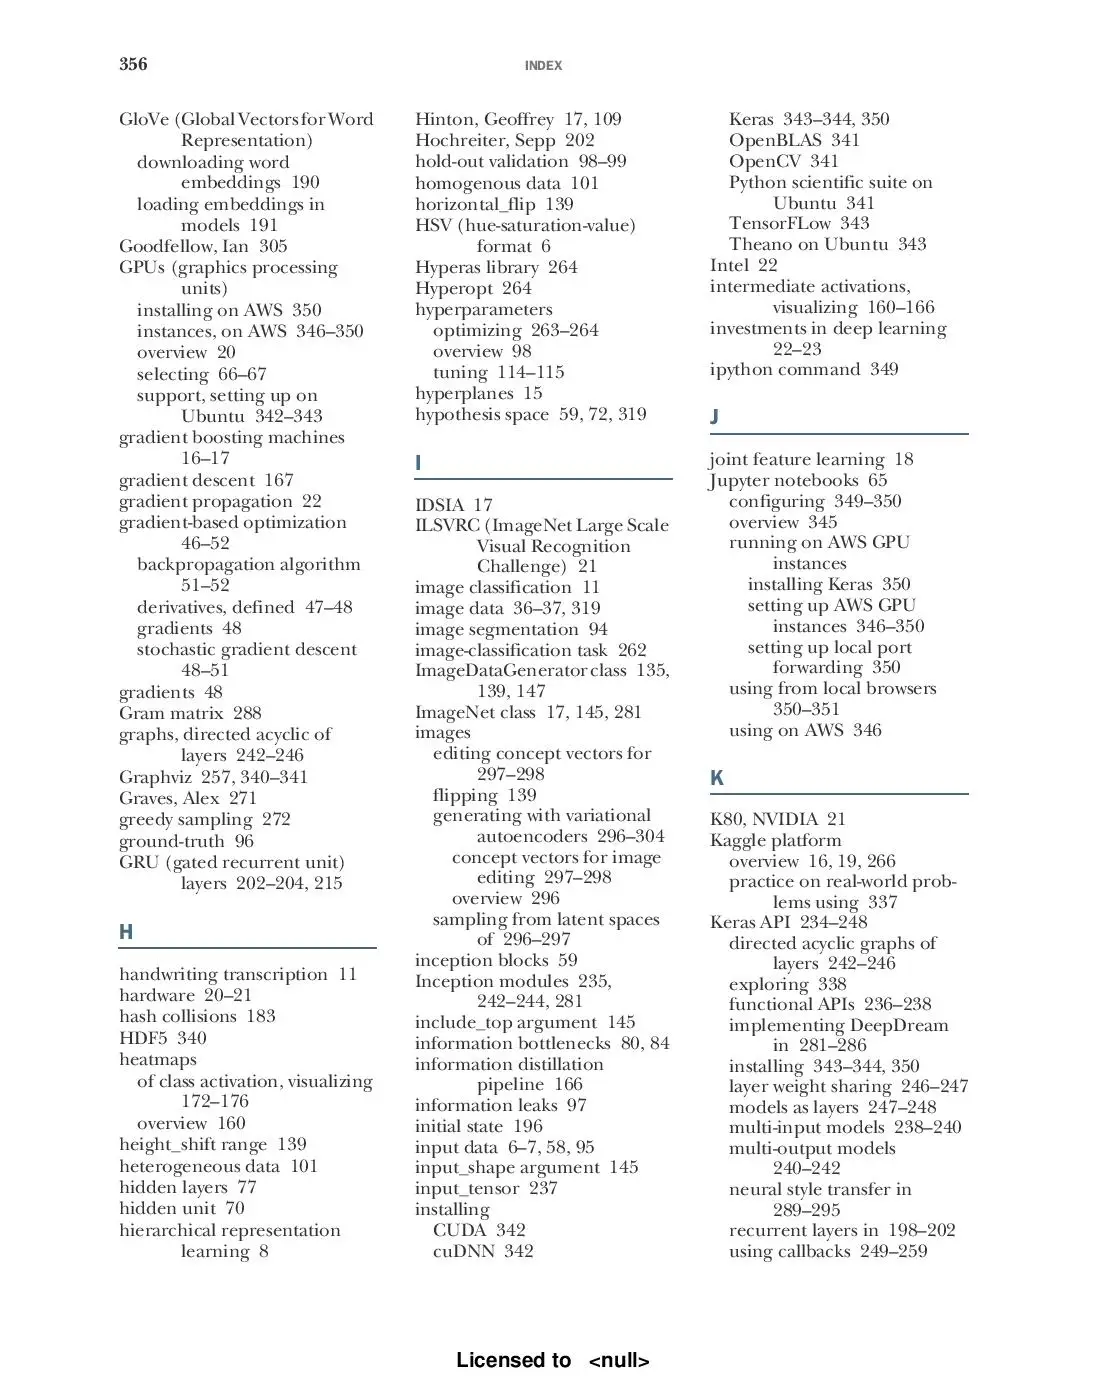 356
INDEX
GloVe (Global Vectors for Word
Representation)
downloading word
embeddings 190
loading embeddings in
models 191
Goodfellow, Ian 305
GPUs (graphics processing
units)
installing on AWS 350
instances, on AWS 346–350
overview 20
selecting 66–67
support, setting up on
Ubuntu 342–343
gradient boosting machines
16–17
gradient descent 167
gradient propagation 22
gradient-based optimization
46–52
backpropagation algorithm
51–52
derivatives, defined 47–48
gradients 48
stochastic gradient descent
48–51
gradients 48
Gram matrix 288
graphs, directed acyclic of
layers 242–246
Graphviz 257, 340–341
Graves, Alex 271
greedy sampling 272
ground-truth 96
GRU (gated recurrent unit)
layers 202–204, 215
H
handwriting transcription 11
hardware 20–21
hash collisions 183
HDF5 340
heatmaps
of class activation, visualizing
172–176
overview 160
height_shift range 139
heterogeneous data 101
hidden layers 77
hidden unit 70
hierarchical representation
learning 8
Hinton, Geoffrey 17, 109
Hochreiter, Sepp 202
hold-out validation 98–99
homogenous data 101
horizontal_flip 139
HSV (hue-saturation-value)
format 6
Hyperas library 264
Hyperopt 264
hyperparameters
optimizing 263–264
overview 98
tuning 114–115
hyperplanes 15
hypothesis space 59, 72, 319
I
IDSIA 17
ILSVRC (ImageNet Large Scale
Visual Recognition
Challenge) 21
image classification 11
image data 36–37, 319
image segmentation 94
image-classification task 262
ImageDataGenerator class 135,
139, 147
ImageNet class 17, 145, 281
images
editing concept vectors for
297–298
flipping 139
generating with variational
autoencoders 296–304
concept vectors for image
editing 297–298
overview 296
sampling from latent spaces
of 296–297
inception blocks 59
Inception modules 235,
242–244, 281
include_top argument 145
information bottlenecks 80, 84
information distillation
pipeline 166
information leaks 97
initial state 196
input data 6–7, 58, 95
input_shape argument 145
input_tensor 237
installing
CUDA 342
cuDNN 342
Keras 343–344, 350
OpenBLAS 341
OpenCV 341
Python scientific suite on
Ubuntu 341
TensorFLow 343
Theano on Ubuntu 343
Intel 22
intermediate activations,
visualizing 160–166
investments in deep learning
22–23
ipython command 349
J
joint feature learning 18
Jupyter notebooks 65
configuring 349–350
overview 345
running on AWS GPU
instances
installing Keras 350
setting up AWS GPU
instances 346–350
setting up local port
forwarding 350
using from local browsers
350–351
using on AWS 346
K
K80, NVIDIA 21
Kaggle platform
overview 16, 19, 266
practice on real-world prob-
lems using 337
Keras API 234–248
directed acyclic graphs of
layers 242–246
exploring 338
functional APIs 236–238
implementing DeepDream
in 281–286
installing 343–344, 350
layer weight sharing 246–247
models as layers 247–248
multi-input models 238–240
multi-output models
240–242
neural style transfer in
289–295
recurrent layers in 198–202
using callbacks 249–259
Licensed to <null>